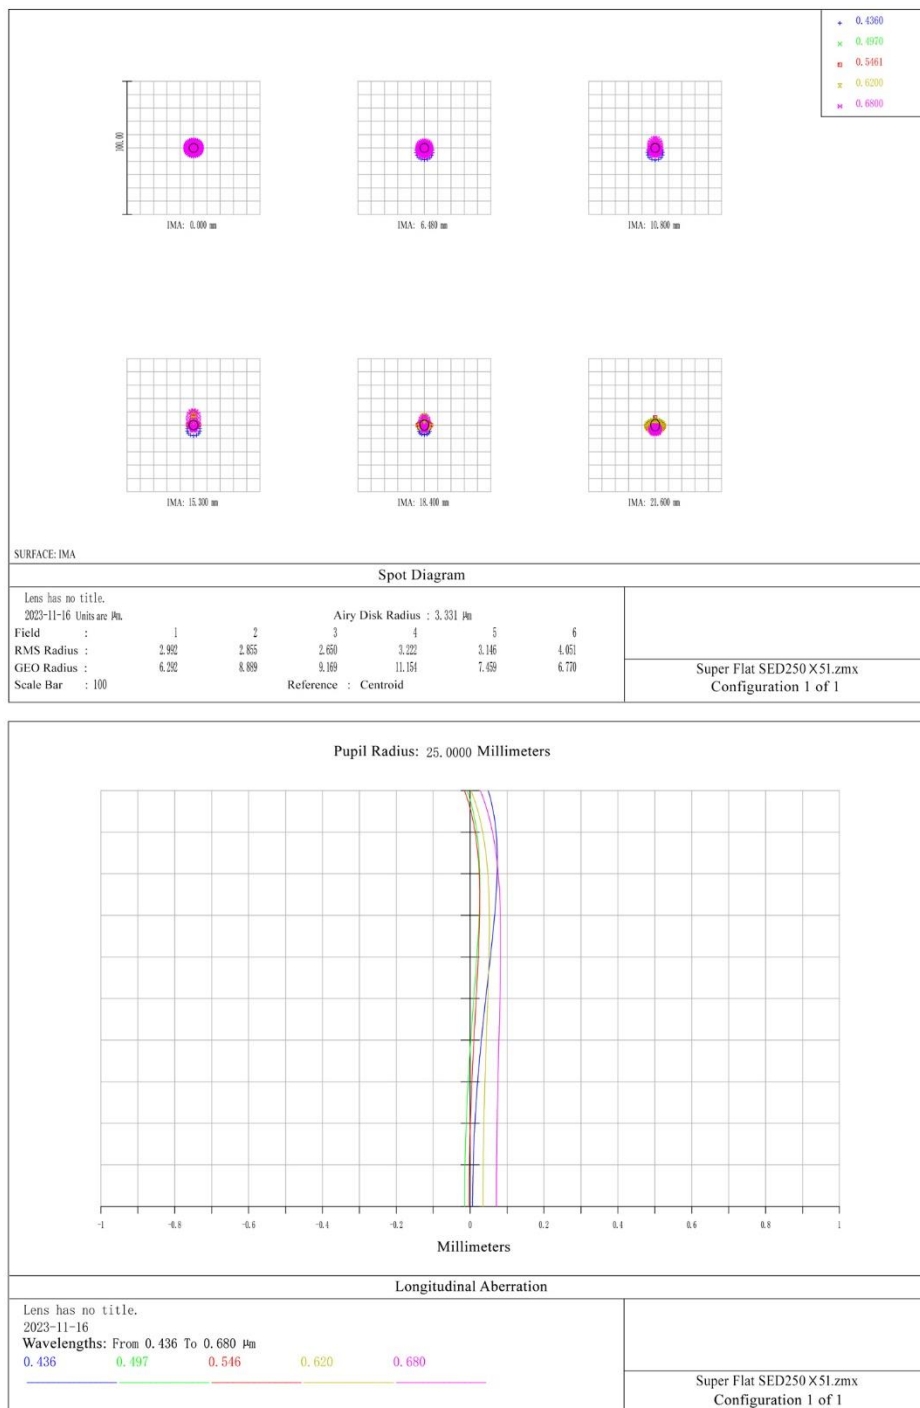 0.4360
0.4970
0.5461
0.6200
0.6800
100.00
IMA: 0.000 mm
IMA: 6.480 mm
IMA: 10.800 mm
IMA: 15.300 mm
IMA: 18.400 mm
IMA: 21.600 mm
SURFACE: IMA
Spot Diagram
Lens has no title.
2023-11-16 Units are µm. Airy Disk Radius : 3.331 µm
Field : 1 2 3 4 5 6
RMS Radius : 2.992 2.855 2.650 3.222 3.146 4.051
GEO Radius : 6.292 8.889 9.169 11.154 7.459 6.770
Scale Bar : 100 Reference : Centroid
Super Flat SED250×51.zmx
Configuration 1 of 1
Pupil Radius: 25.0000 Millimeters
-1 -0.8 -0.6 -0.4 -0.2 0 0.2 0.4 0.6 0.8 1
Millimeters
Longitudinal Aberration
Lens has no title.
2023-11-16
Wavelengths: From 0.436 To 0.680 µm
0.436 0.497 0.546 0.620 0.680
Super Flat SED250×51.zmx
Configuration 1 of 1